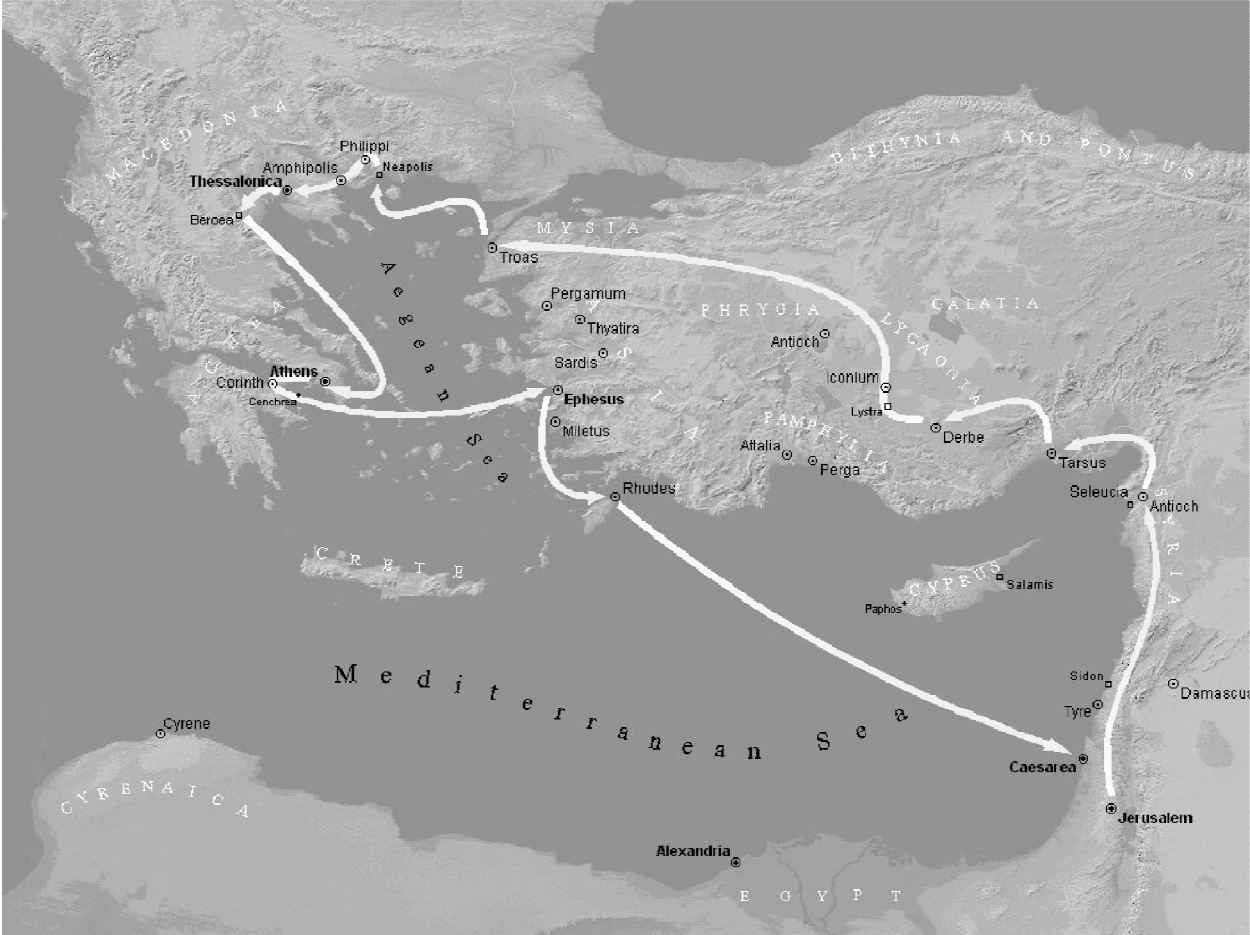 MACEDONIA
BITHYNIA AND PONTUS
Philippi
Amphipolis
Neapolis
Thessalonica
Beroea
MYSIA
Troas
Aegean Sea
Pergamum
ASIA
PHRYGIA
GALATIA
LYCAONIA
Thyatira
Antioch
Sardis
ACHAEA
Athens
Corinth
Cenchrea
Iconium
Ephesus
Lystra
Miletus
PAMPHYLIA
Derbe
Attalia
Perga
Tarsus
Rhodes
Seleucia
Antioch
SYRIA
CRETE
CYPRUS
Salamis
Paphos
Mediterranean Sea
Sidon
Damascus
Tyre
Cyrene
Caesarea
CYRENAICA
Jerusalem
Alexandria
EGYPT